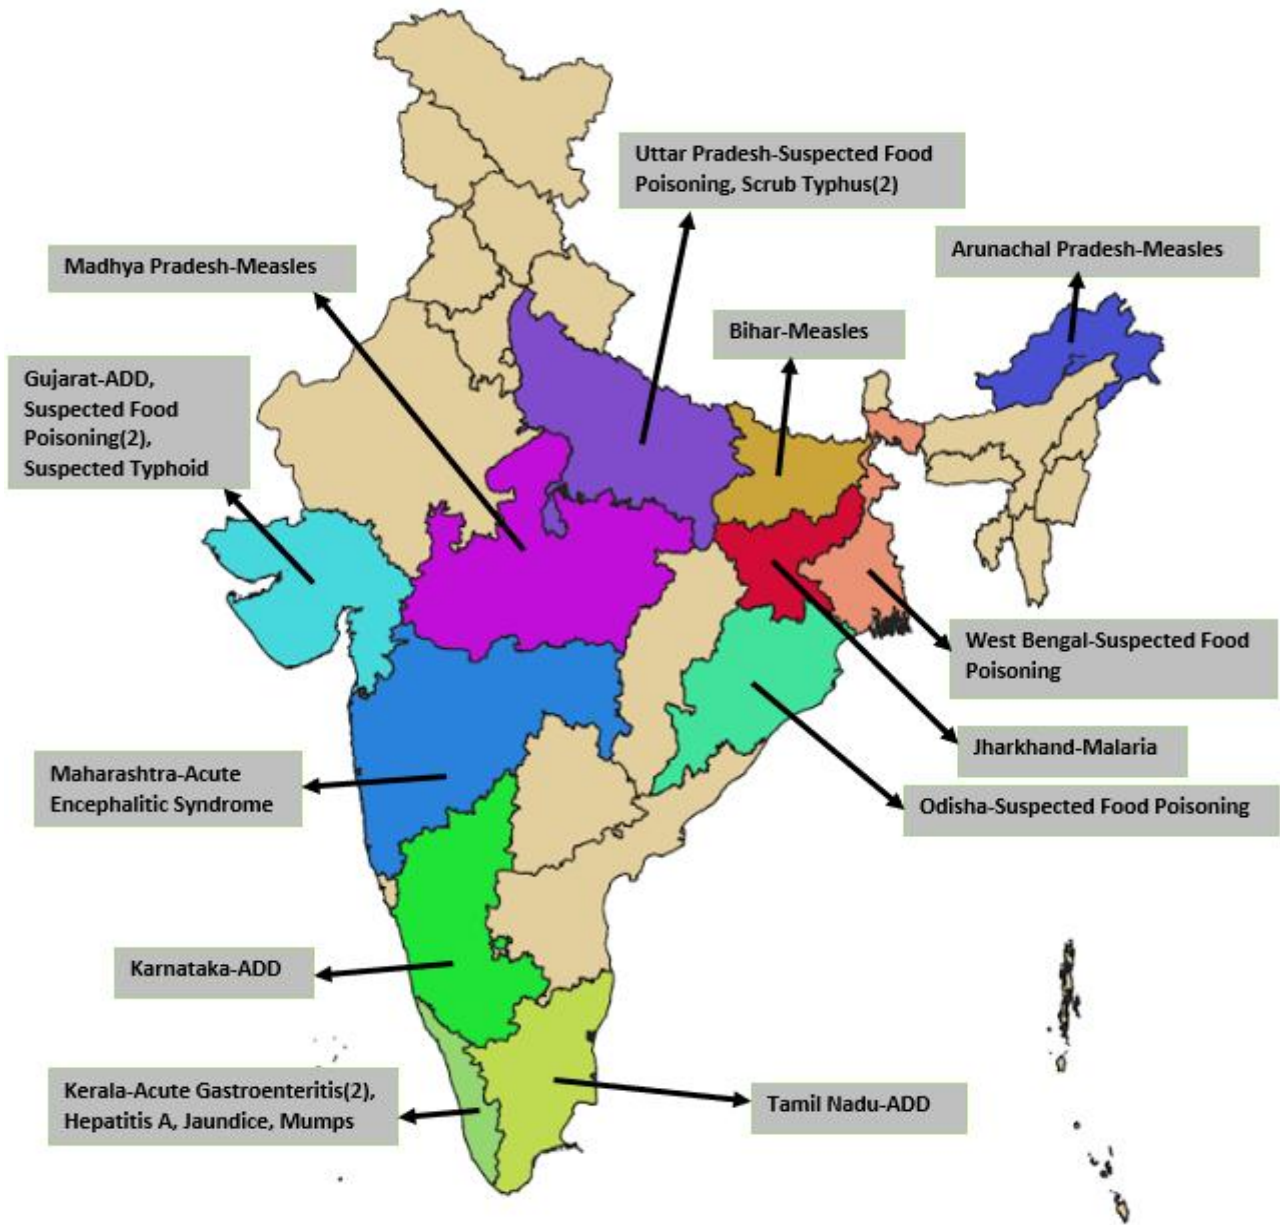 Uttar Pradesh-Suspected Food
Poisoning, Scrub Typhus(2)
Arunachal Pradesh-Measles
Madhya Pradesh-Measles
Bihar-Measles
Gujarat-ADD,
Suspected Food
Poisoning(2),
Suspected Typhoid
West Bengal-Suspected Food
Poisoning
Jharkhand-Malaria
Maharashtra-Acute
Encephalitic Syndrome
Odisha-Suspected Food Poisoning
Karnataka-ADD
Kerala-Acute Gastroenteritis(2),
Hepatitis A, Jaundice, Mumps
Tamil Nadu-ADD